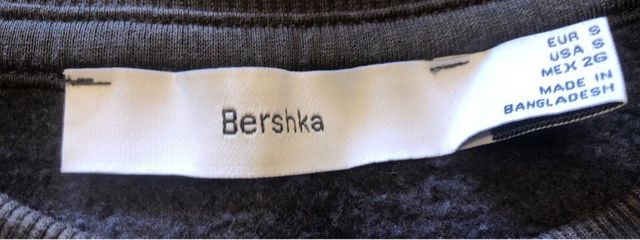 Bershka
EUR S
USA S
MEX 26
MADE IN
BANGLADESH